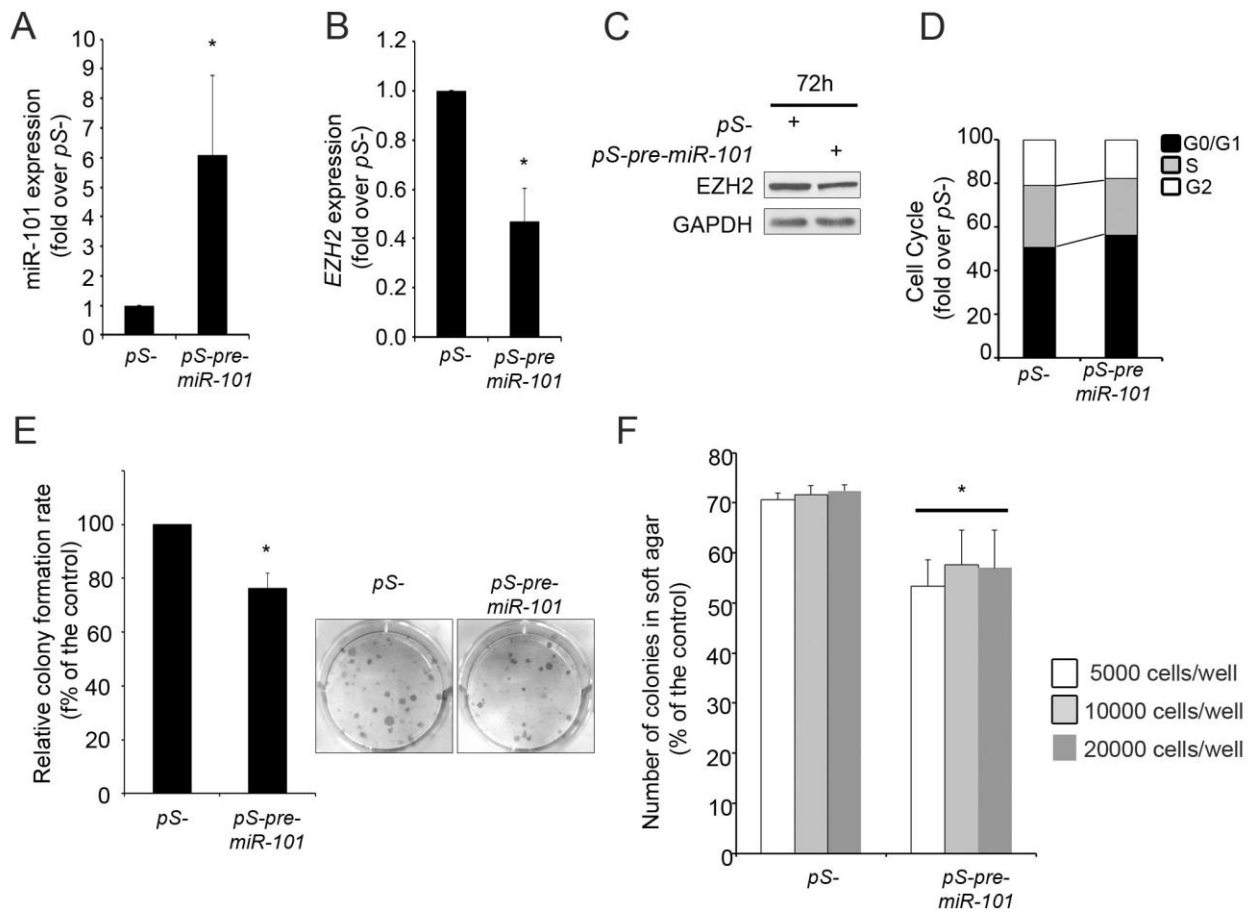 A
miR-101 expression
(fold over pS-)
10
9
8
7
6
5
4
3
2
1
0
*
pS-
pS-pre-
miR-101
B
EZH2 expression
(fold over pS-)
1.2
1.0
0.8
0.6
0.4
0.2
0.0
*
pS-
pS-pre
miR-101
C
72h
pS- +
pS-pre-miR-101 +
EZH2
GAPDH
D
Cell Cycle
(fold over pS-)
100
80
60
40
20
0
pS-
pS-pre
miR-101
G0/G1
S
G2
E
Relative colony formation rate
(f% of the control)
100
80
60
40
20
0
*
pS-
pS-pre-
miR-101
pS-
pS-pre-
miR-101
F
Number of colonies in soft agar
(% of the control)
80
70
60
50
40
30
20
10
0
*
pS-
pS-pre-
miR-101
5000 cells/well
10000 cells/well
20000 cells/well